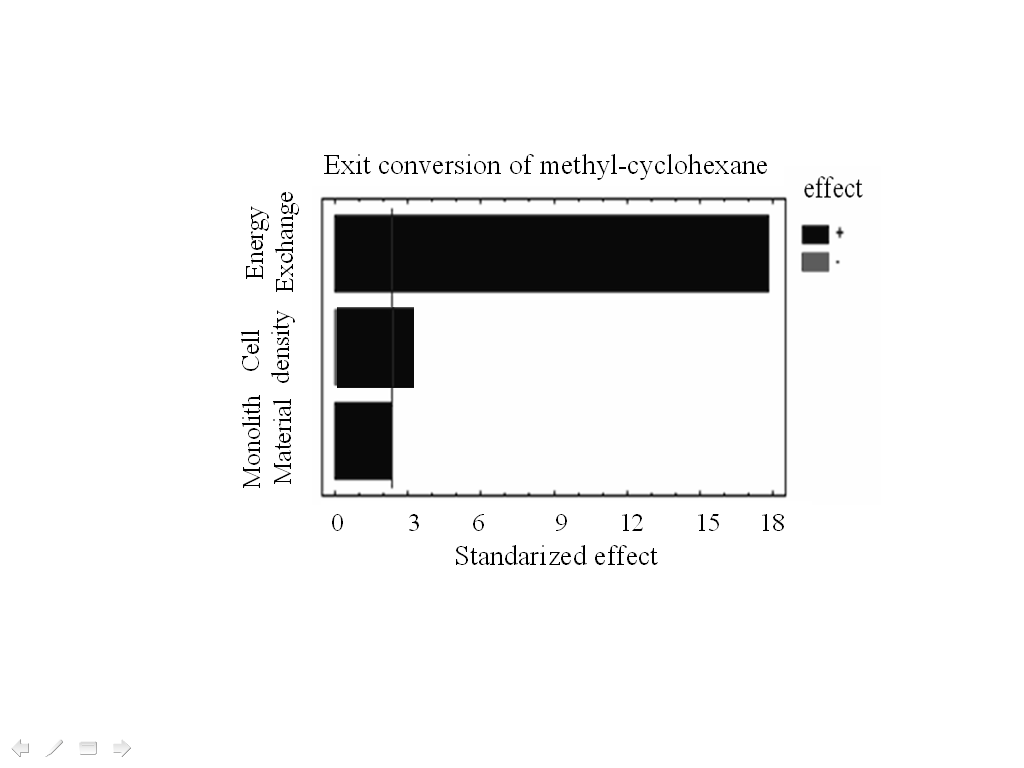 Exit conversion of methyl-cyclohexane
effect
+
-
Energy
Exchange
Cell
density
Monolith
Material
0 3 6 9 12 15 18
Standarized effect